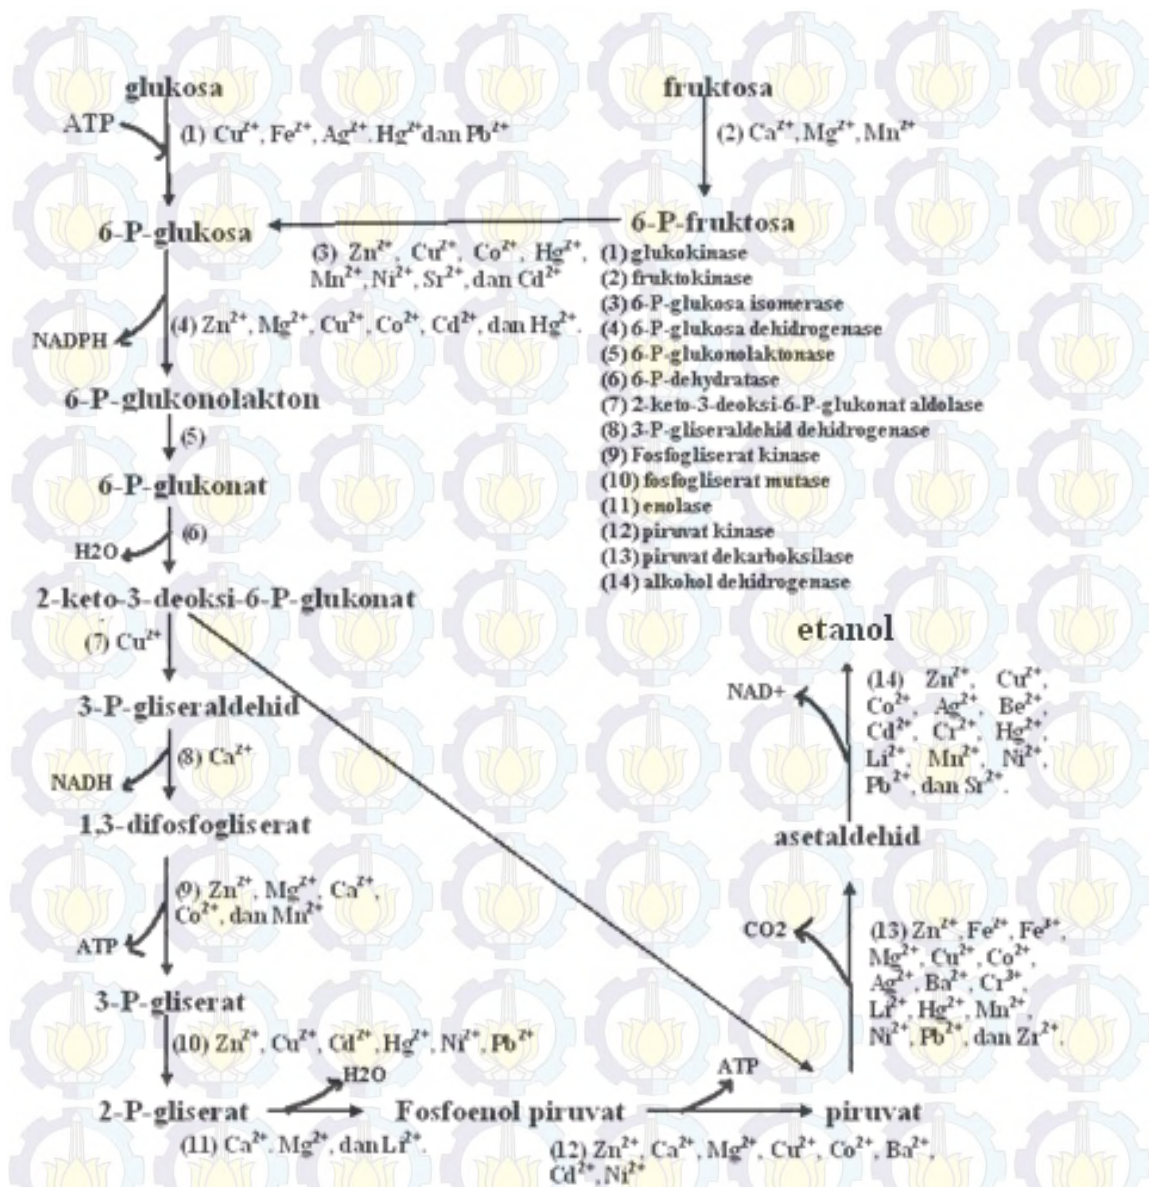 glukosa
fruktosa
ATP
(1) Cu²⁺, Fe²⁺, Ag²⁺. Hg²⁺dan Pb²⁺
(2) Ca²⁺, Mg²⁺, Mn²⁺
6-P-glukosa
6-P-fruktosa
(3) Zn²⁺, Cu²⁺, Co²⁺, Hg²⁺,
Mn²⁺, Ni²⁺, Sr²⁺, dan Cd²⁺
(1) glukokinase
(2) fruktokinase
(3) 6-P-glukosa isomerase
(4) 6-P-glukosa dehidrogenase
(5) 6-P-glukonolaktonase
(6) 6-P-dehydratase
(7) 2-keto-3-deoksi-6-P-glukonat aldolase
(8) 3-P-gliseraldehid dehidrogenase
(9) Fosfogliserat kinase
(10) fosfogliserat mutase
(11) enolase
(12) piruvat kinase
(13) piruvat dekarboksilase
(14) alkohol dehidrogenase
NADPH
(4) Zn²⁺, Mg²⁺, Cu²⁺, Co²⁺, Cd²⁺, dan Hg²⁺.
6-P-glukonolakton
(5)
6-P-glukonat
H2O
(6)
2-keto-3-deoksi-6-P-glukonat
(7) Cu²⁺
3-P-gliseraldehid
NADH
(8) Ca²⁺
1,3-difosfogliserat
(9) Zn²⁺, Mg²⁺, Ca²⁺,
Co²⁺, dan Mn²⁺
ATP
3-P-gliserat
(10) Zn²⁺, Cu²⁺, Cd²⁺, Hg²⁺, Ni²⁺, Pb²⁺
H2O
2-P-gliserat
(11) Ca²⁺. Mg²⁺, dan Li²⁺.
Fosfoenol piruvat
ATP
(12) Zn²⁺, Ca²⁺, Mg²⁺, Cu²⁺, Co²⁺, Ba²⁺,
Cd²⁺, Ni²⁺
piruvat
CO2
(13) Zn²⁺, Fe²⁺, Fe³⁺,
Mg²⁺, Cu²⁺, Co²⁺,
Ag²⁺, Ba²⁺, Cr³⁺,
Li²⁺, Hg²⁺, Mn²⁺,
Ni²⁺, Pb²⁺, dan Zr²⁺.
asetaldehid
NAD+
(14) Zn²⁺, Cu²⁺,
Co²⁺, Ag²⁺, Be²⁺,
Cd²⁺, Cr²⁺, Hg²⁺,
Li²⁺, Mn²⁺, Ni²⁺,
Pb²⁺, dan Sr²⁺.
etanol